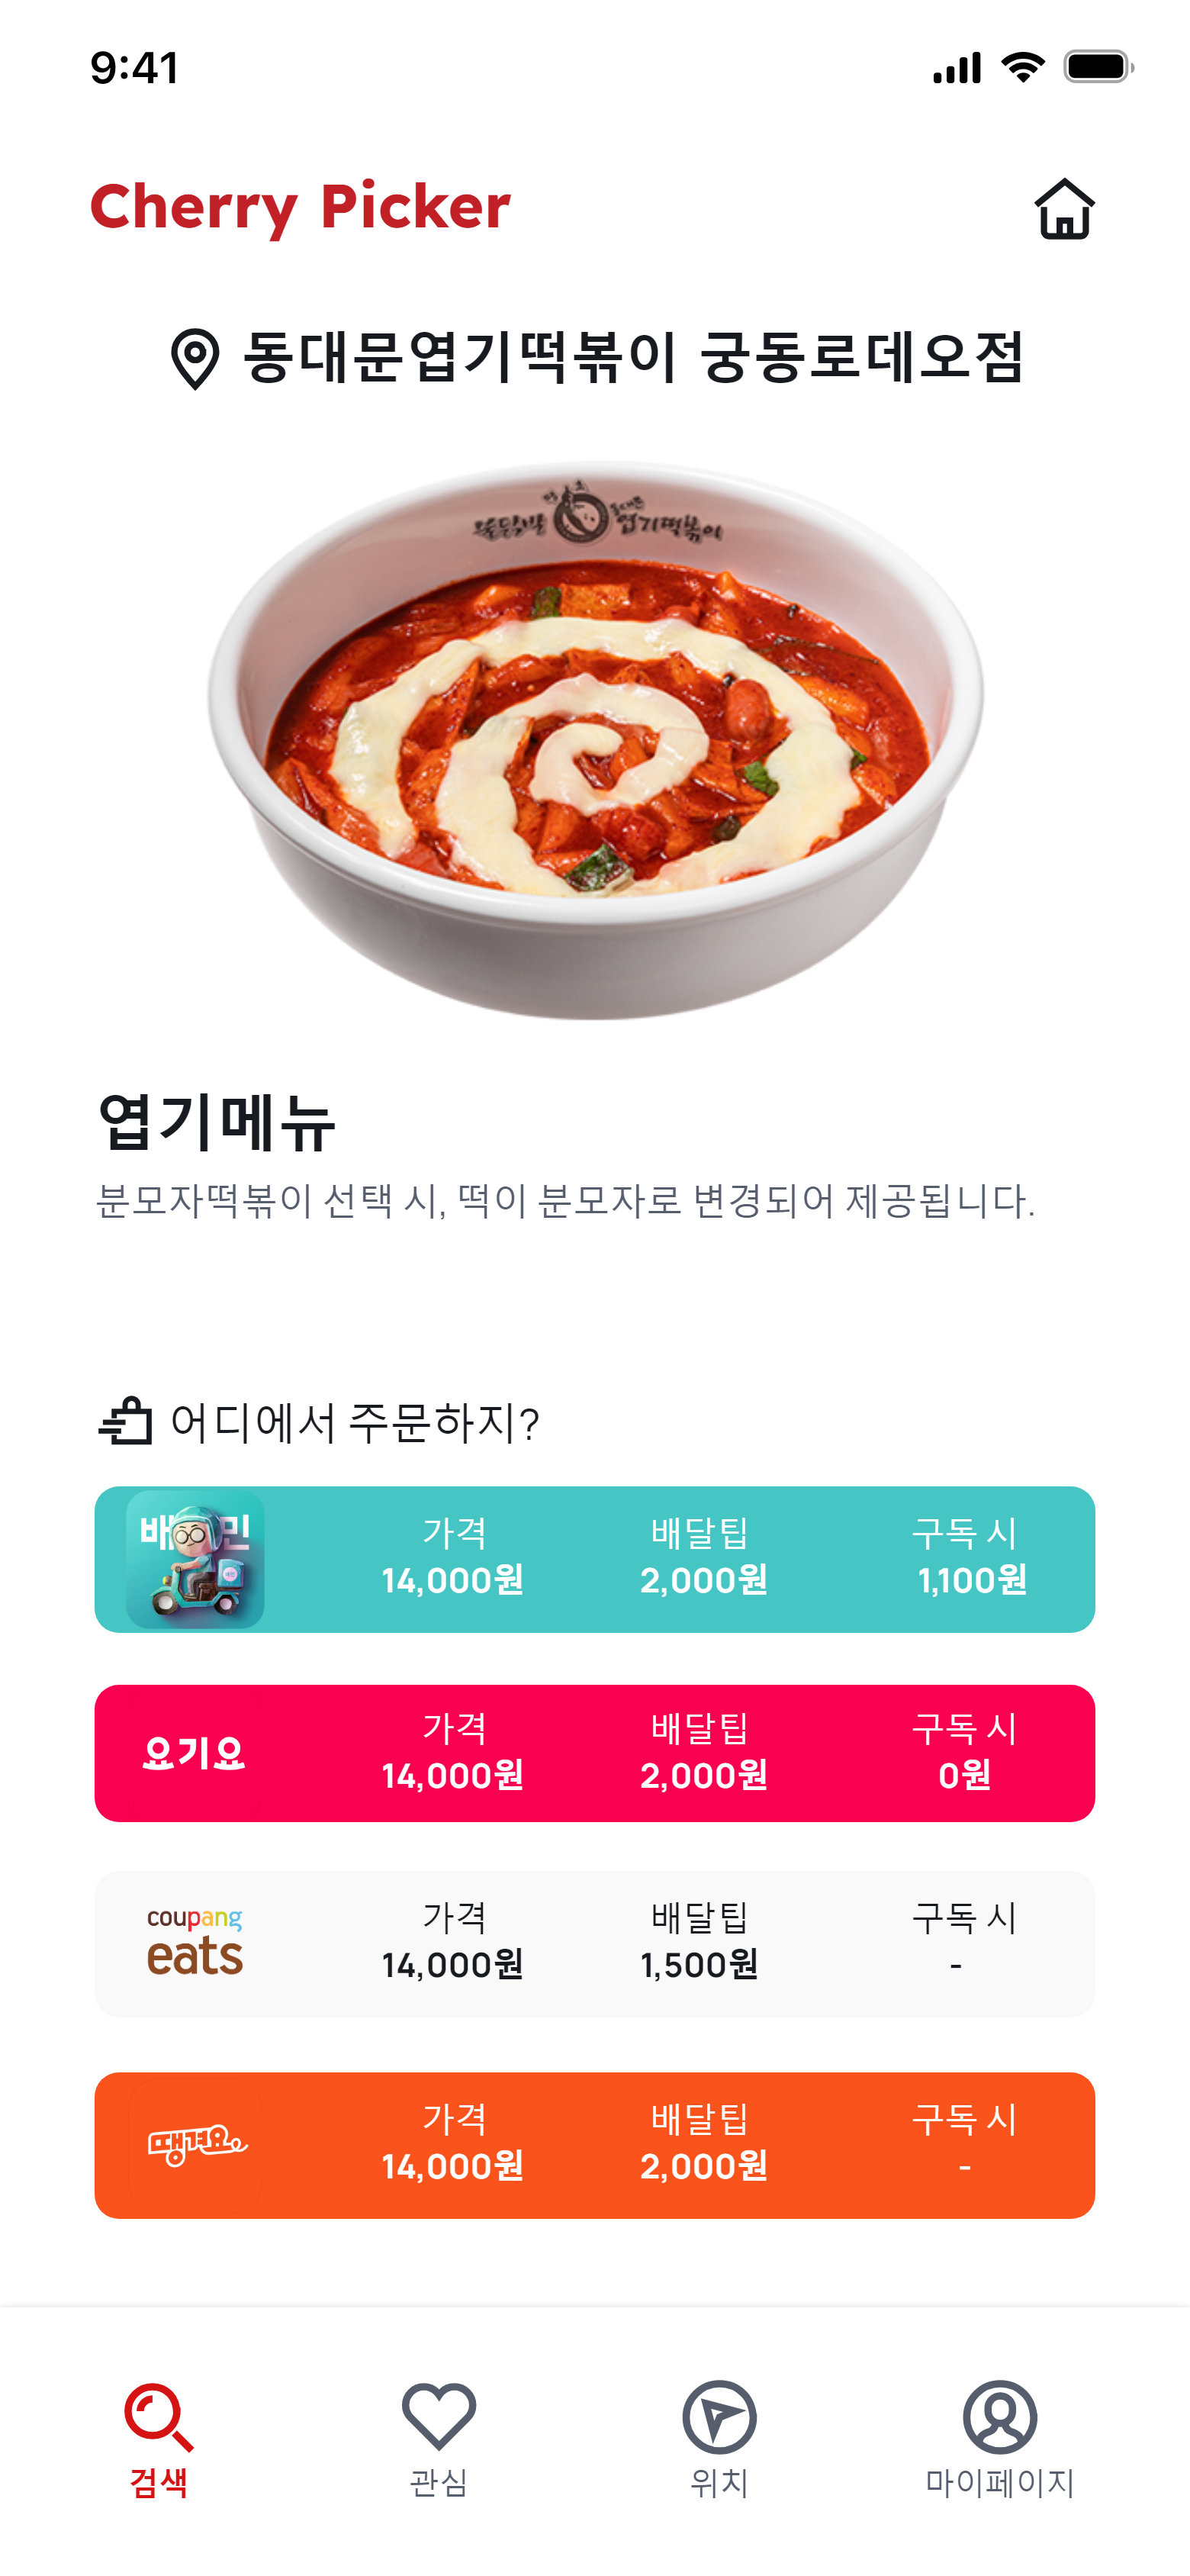 9:41
Cherry Picker
동대문엽기떡볶이 궁동로데오점
동대문
엽기떡볶이
엽기메뉴
분모자떡볶이 선택 시, 떡이 분모자로 변경되어 제공됩니다.
어디에서 주문하지?
배민 가격 배달팁 구독 시
14,000원 2,000원 1,100원
요기요 가격 배달팁 구독 시
14,000원 2,000원 0원
coupang eats 가격 배달팁 구독 시
14,000원 1,500원 -
땡겨요 가격 배달팁 구독 시
14,000원 2,000원 -
검색 관심 위치 마이페이지